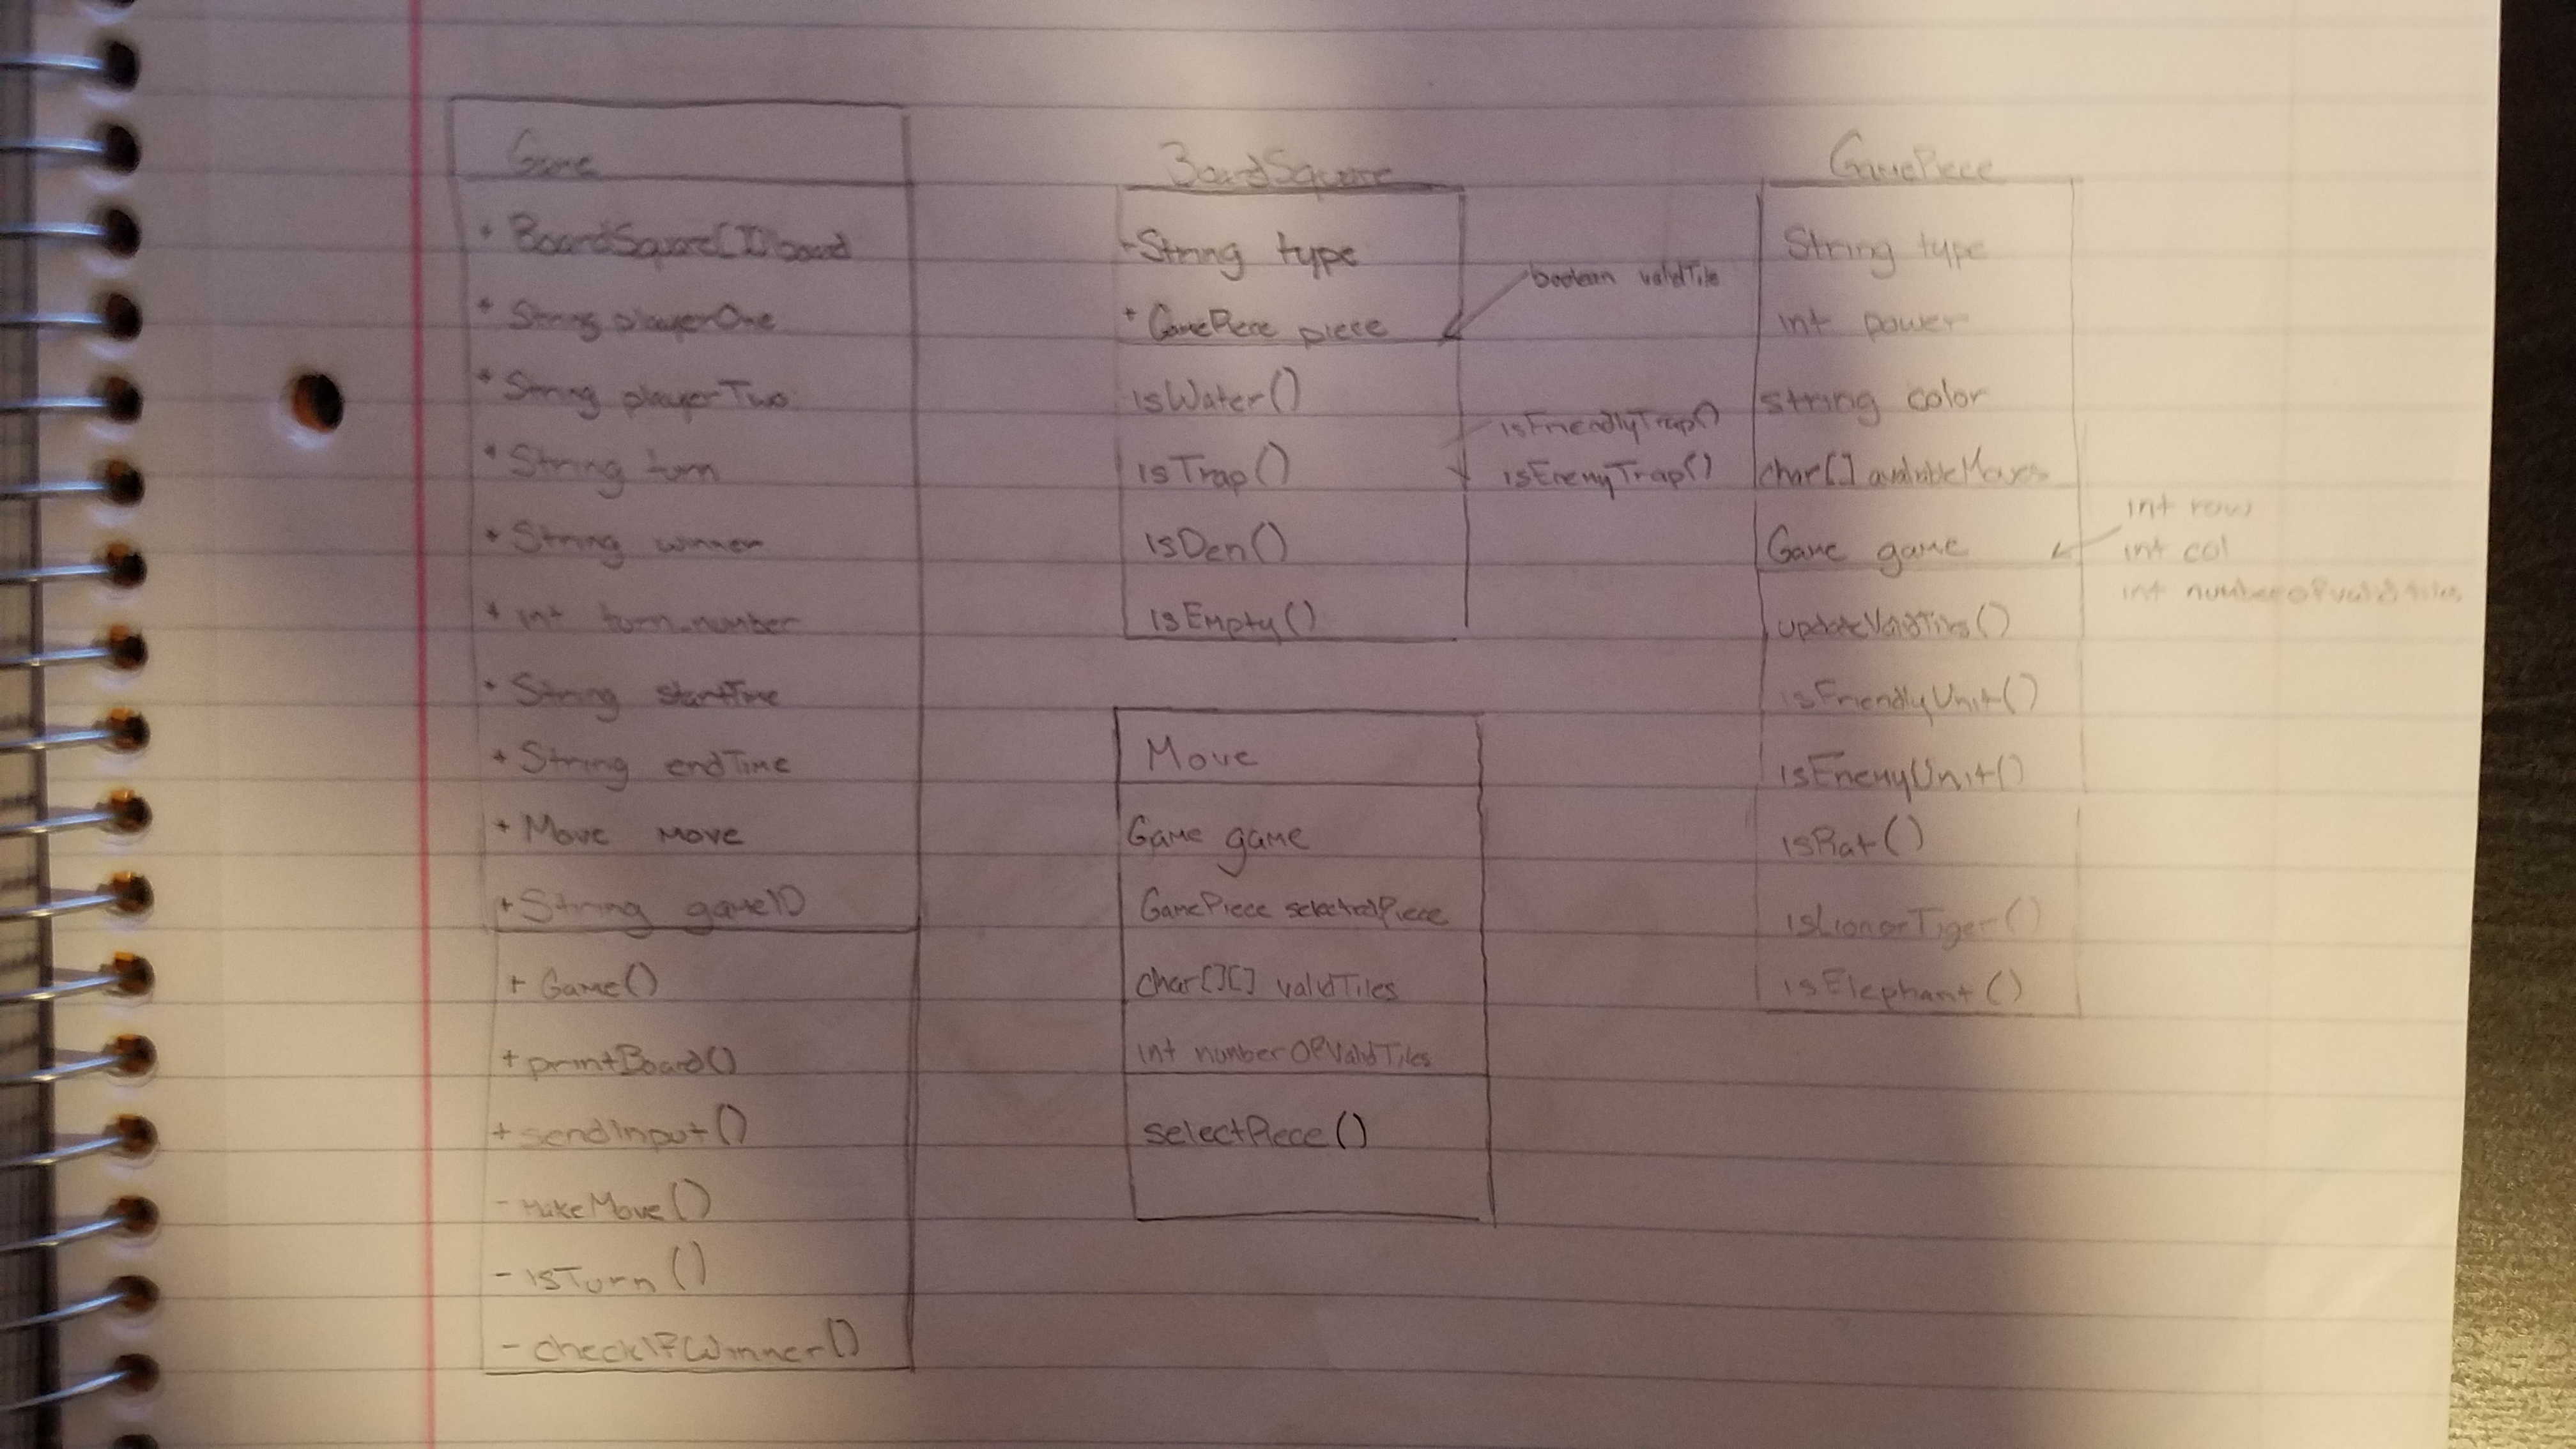 Game
+ BoardSquare[][] board
+ String playerOne
+ String playerTwo
+ String turn
+ String winner
+ int turn_number
+ String startTime
+ String endTime
+ Move move
+ String gameID
+ Game()
+ printBoard()
+ sendInput()
- makeMove()
- isTurn()
- checkIfWinner()
BoardSquare
+ String type
+ GamePiece piece
boolean validTile
isWater()
isTrap()
isDen()
isEmpty()
isFriendlyTrap()
isEnemyTrap()
Move
Game game
GamePiece selectedPiece
char[][] validTiles
int numberOfValidTiles
selectPiece()
GamePiece
String type
int power
string color
char[] availableMoves
Game game
int row
int col
int numberOfValidTiles
updateValidTiles()
isFriendlyUnit()
isEnemyUnit()
isRat()
isLionorTiger()
isElephant()